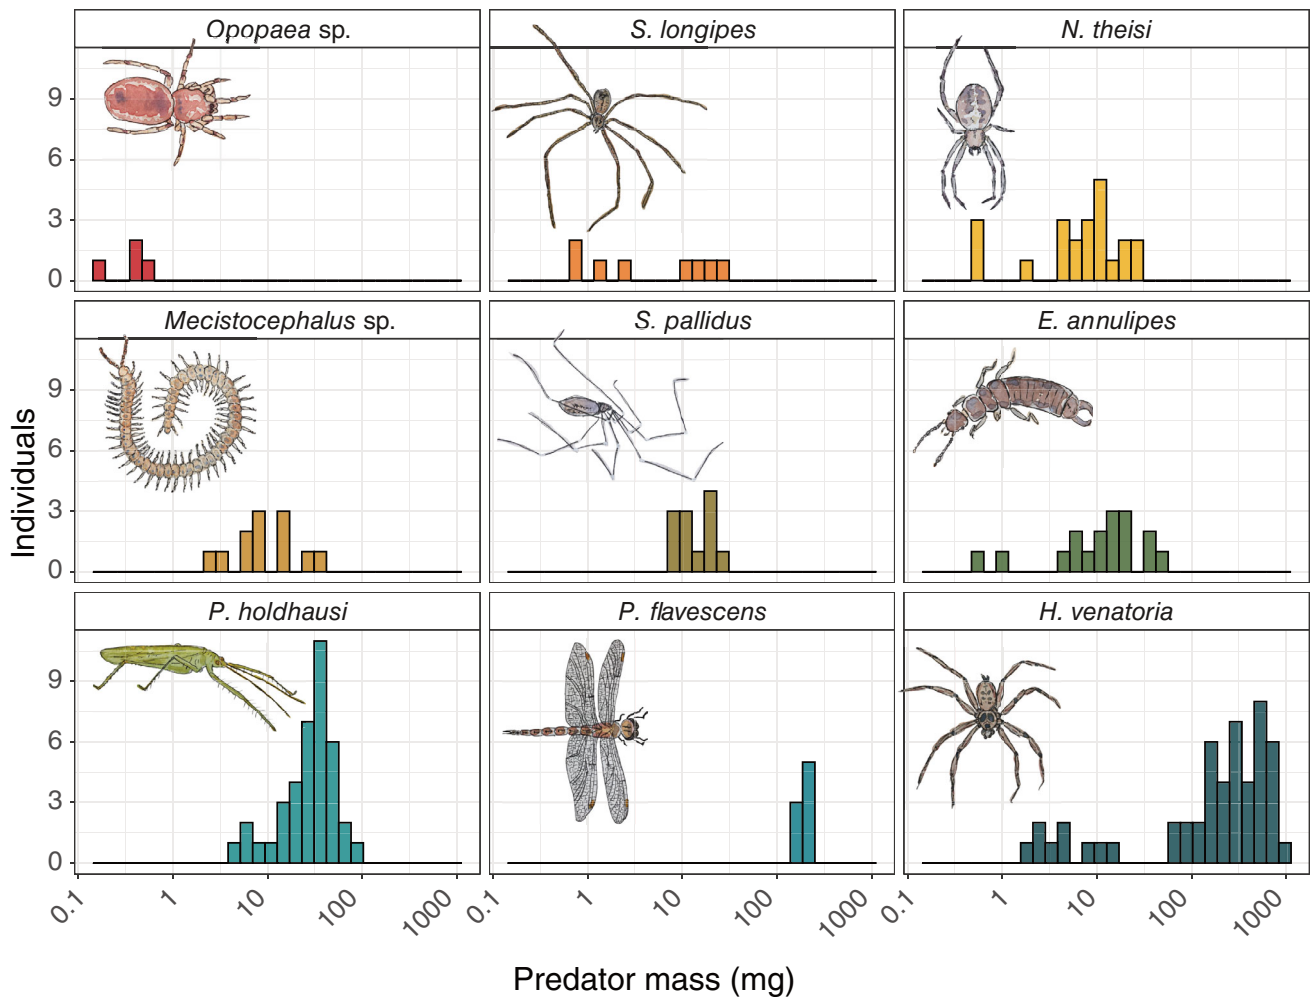 Opopaea sp.
S. longipes
N. theisi
9
6
3
0
Mecistocephalus sp.
S. pallidus
E. annulipes
9
6
3
0
Individuals
P. holdhausi
P. flavescens
H. venatoria
9
6
3
0
0.1 1 10 100 1000
0.1 1 10 100 1000
0.1 1 10 100 1000
Predator mass (mg)